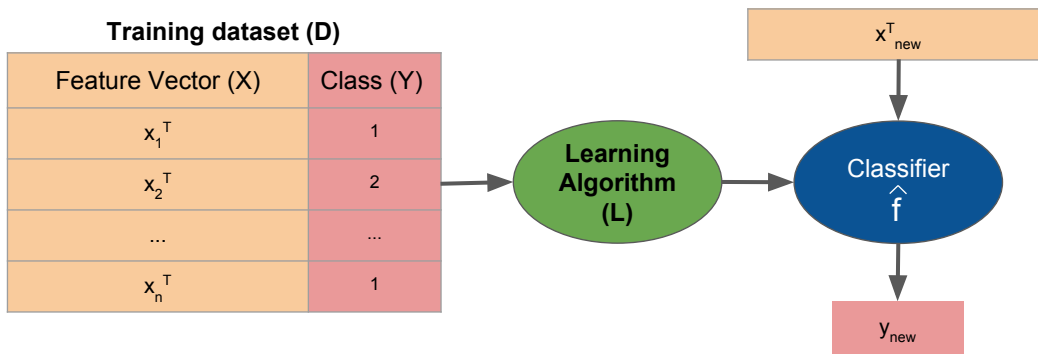 Training dataset (D)
Feature Vector (X) Class (Y)
x₁ᵀ 1
x₂ᵀ 2
... ...
xₙᵀ 1
Learning
Algorithm
(L)
xᵀnew
Classifier
f̂
ynew